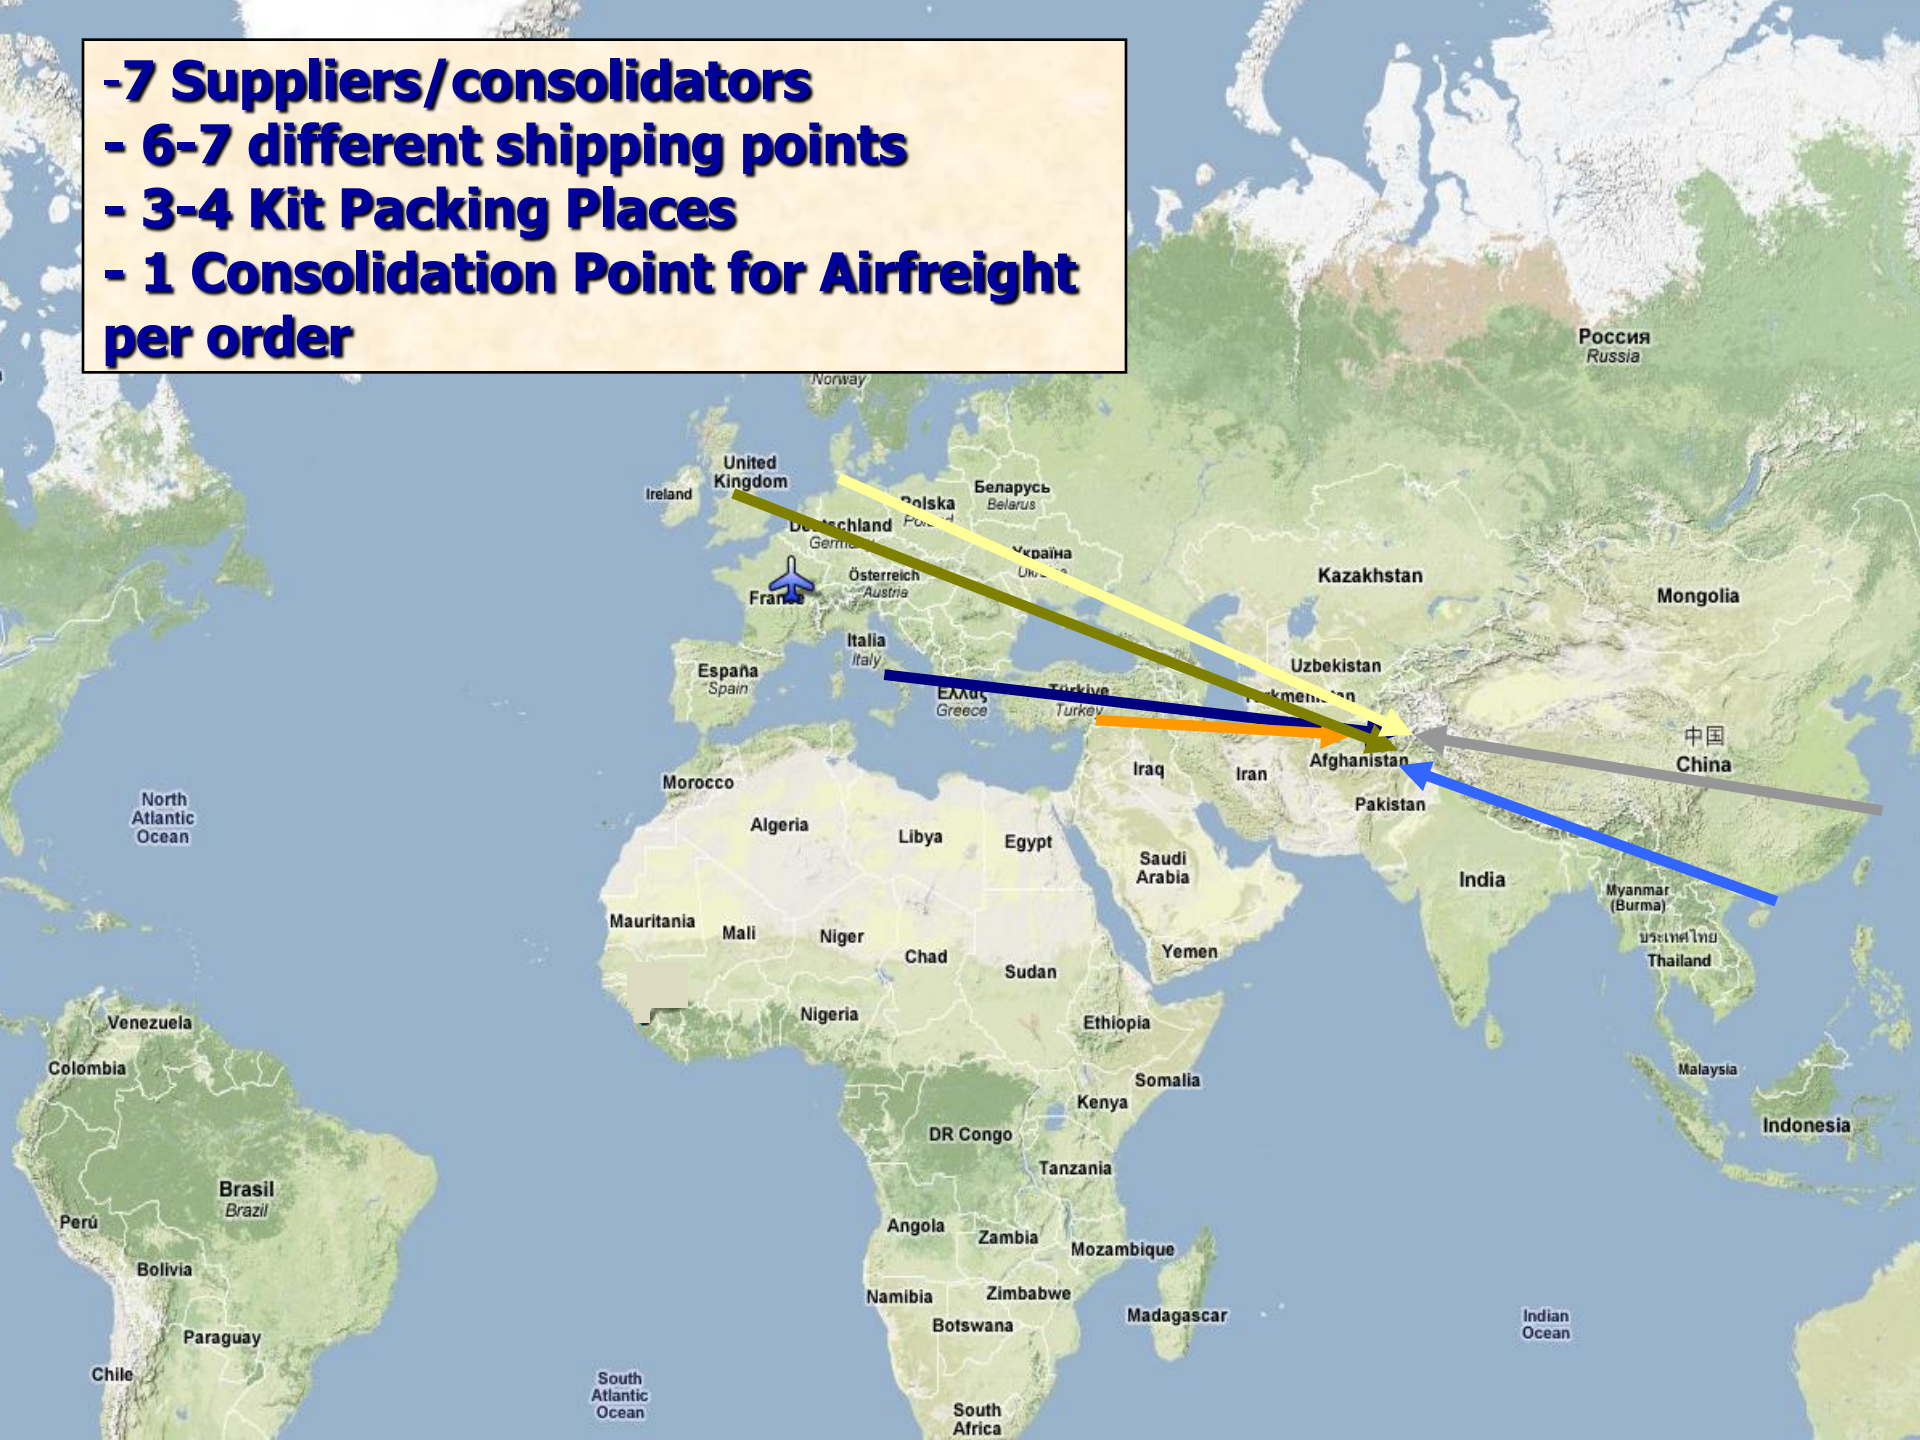 -7 Suppliers/consolidators
- 6-7 different shipping points
- 3-4 Kit Packing Places
- 1 Consolidation Point for Airfreight
per order
Россия
Russia
Norway
United
Kingdom
Ireland
Polska
Беларусь
Belarus
Deutschland
Germany
Україна
Österreich
Austria
France
Kazakhstan
Mongolia
Italia
Italy
España
Spain
Uzbekistan
Ελλάς
Greece
Türkiye
Turkey
中国
China
Afghanistan
Iraq
Iran
Pakistan
Morocco
North
Atlantic
Ocean
Algeria
Libya
Egypt
Saudi
Arabia
India
Myanmar
(Burma)
Mauritania
Mali
Niger
Chad
Sudan
Yemen
ประเทศไทย
Thailand
Venezuela
Nigeria
Ethiopia
Colombia
Somalia
Malaysia
Kenya
Indonesia
DR Congo
Tanzania
Brasil
Brazil
Perú
Angola
Zambia
Mozambique
Bolivia
Namibia
Zimbabwe
Madagascar
Botswana
Indian
Ocean
Paraguay
Chile
South
Atlantic
Ocean
South
Africa